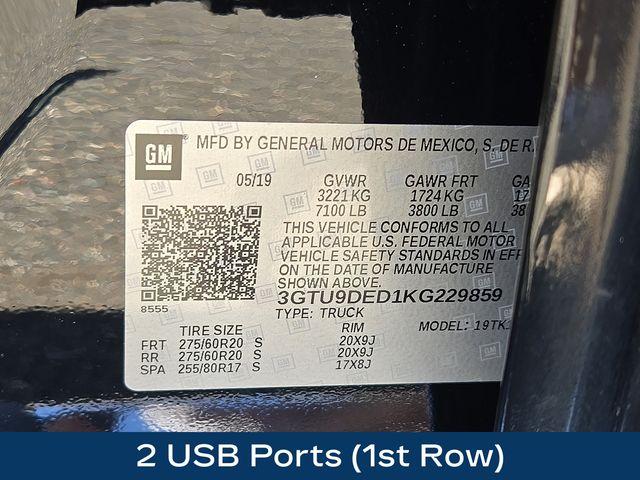 GM
MFD BY GENERAL MOTORS DE MEXICO, S. DE R.
05/19 GVWR GAWR FRT
3221 KG 1724 KG
7100 LB 3800 LB
THIS VEHICLE CONFORMS TO ALL
APPLICABLE U.S. FEDERAL MOTOR
VEHICLE SAFETY STANDARDS IN
ON THE DATE OF MANUFACTURE
SHOWN ABOVE.
3GTU9DED1KG229859
8555
TYPE: TRUCK
TIRE SIZE RIM MODEL:
FRT 275/60R20 S 20X9J
RR 275/60R20 S 20X9J
SPA 255/80R17 S 17X8J
2 USB Ports (1st Row)